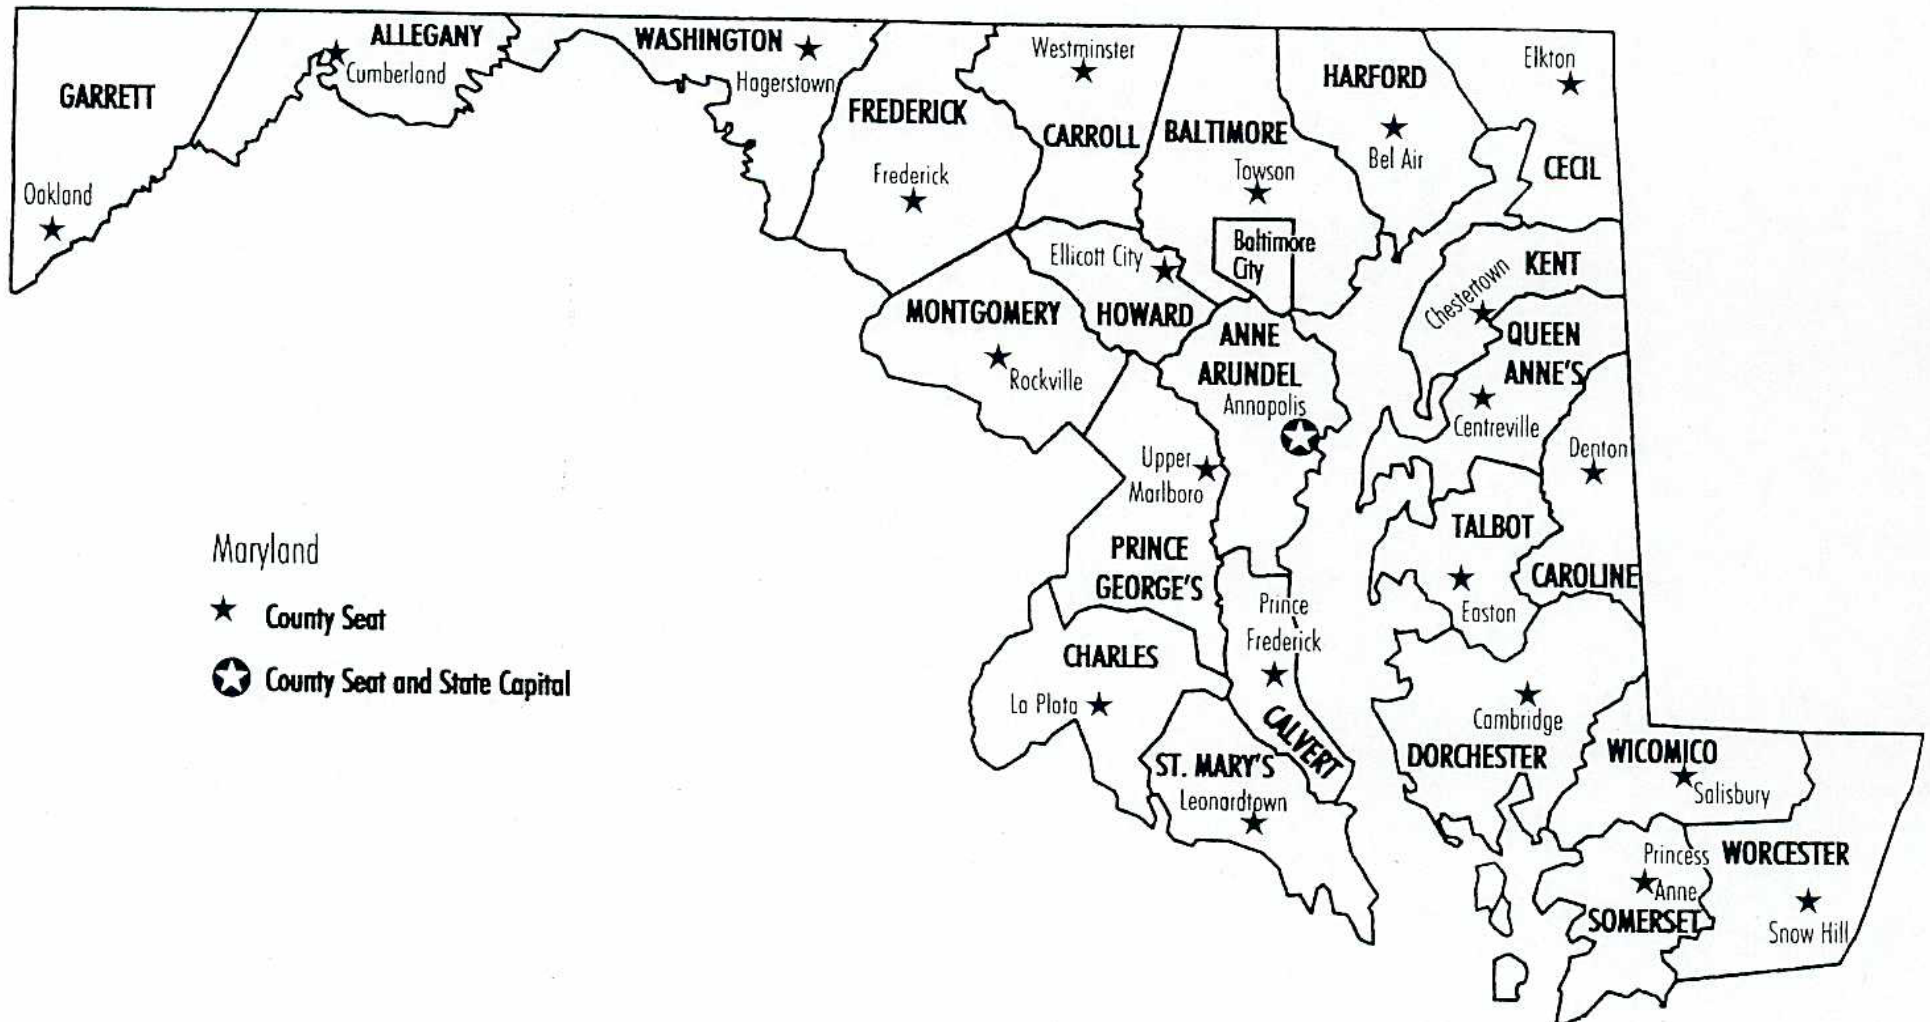 GARRETT
Oakland
ALLEGANY
Cumberland
WASHINGTON
Hagerstown
FREDERICK
Frederick
Westminster
CARROLL
BALTIMORE
Towson
Baltimore
City
HARFORD
Bel Air
Elkton
CECIL
Ellicott City
HOWARD
MONTGOMERY
Rockville
ANNE
ARUNDEL
Annapolis
KENT
Chestertown
QUEEN
ANNE'S
Centreville
Denton
CAROLINE
TALBOT
Easton
Upper
Marlboro
PRINCE
GEORGE'S
Prince
Frederick
CALVERT
CHARLES
La Plata
ST. MARY'S
Leonardtown
Cambridge
DORCHESTER
WICOMICO
Salisbury
Princess
Anne
SOMERSET
WORCESTER
Snow Hill
Maryland
County Seat
County Seat and State Capital